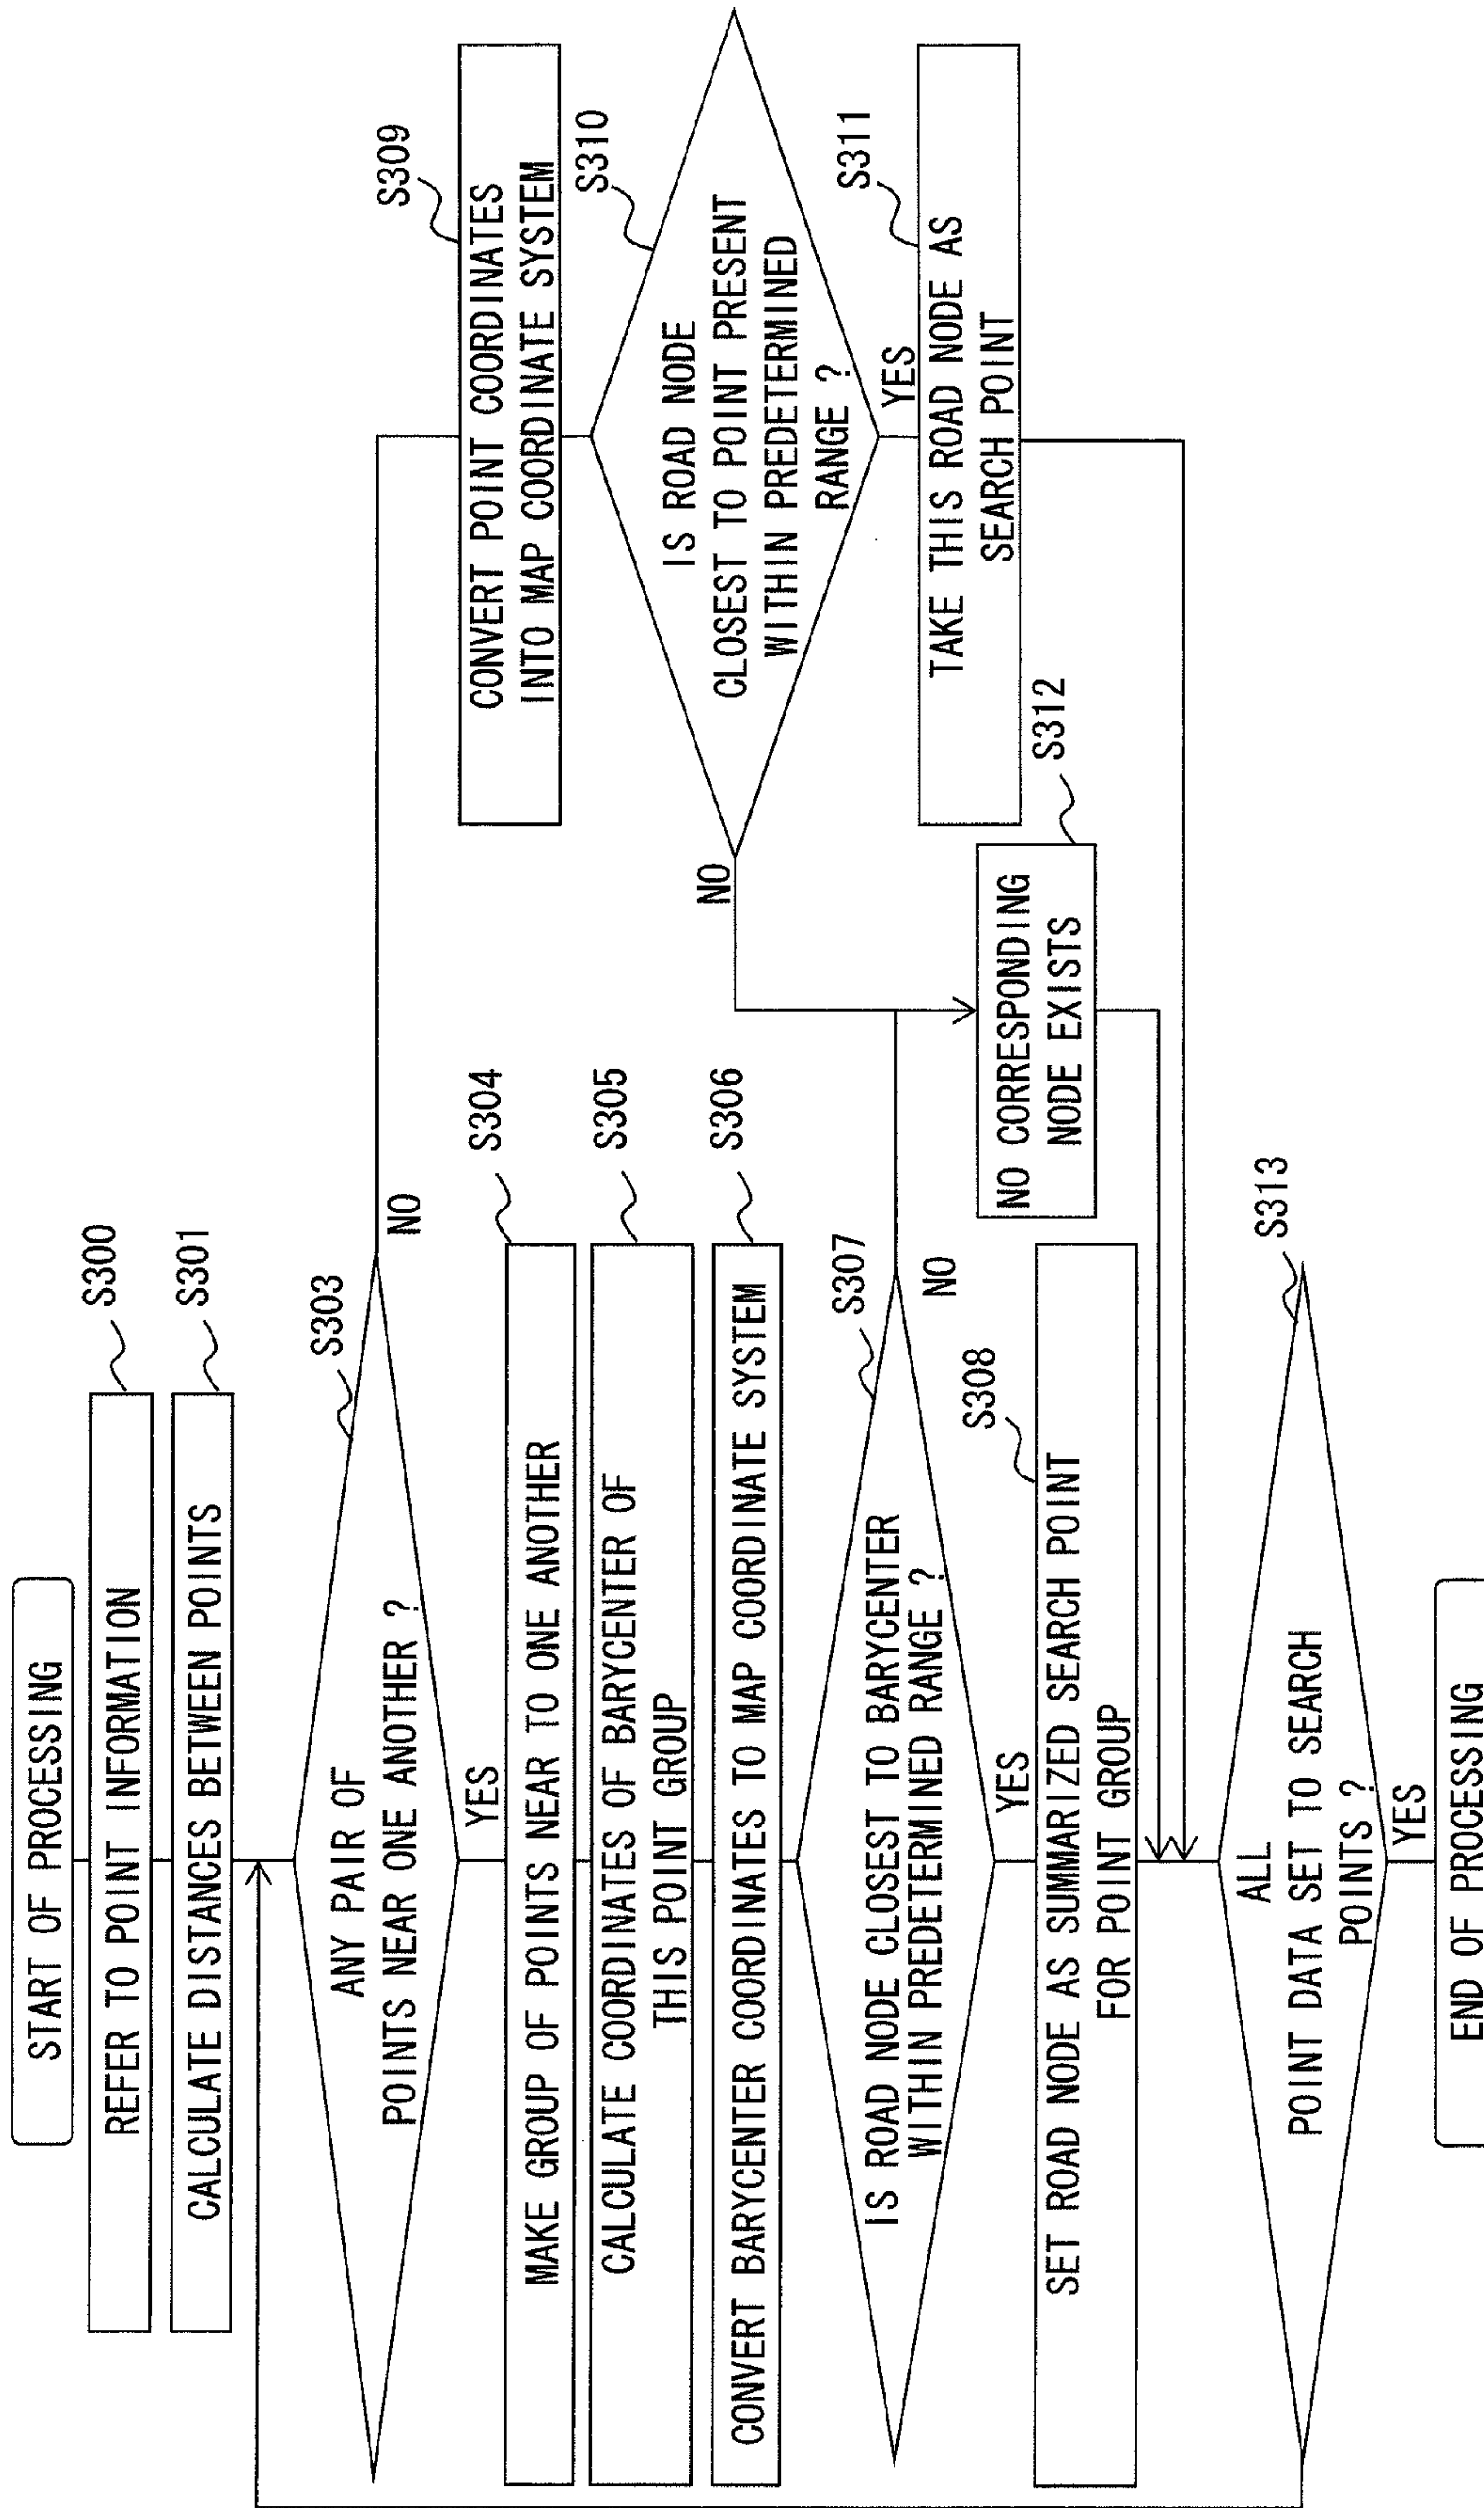 START OF PROCESSING
REFER TO POINT INFORMATION
S300
CALCULATE DISTANCES BETWEEN POINTS
S301
ANY PAIR OF
POINTS NEAR ONE ANOTHER ?
S303
NO
YES
MAKE GROUP OF POINTS NEAR TO ONE ANOTHER
S304
CALCULATE COORDINATES OF BARYCENTER OF
THIS POINT GROUP
S305
CONVERT BARYCENTER COORDINATES TO MAP COORDINATE SYSTEM
S306
IS ROAD NODE CLOSEST TO BARYCENTER
WITHIN PREDETERMINED RANGE ?
S307
NO
YES
SET ROAD NODE AS SUMMARIZED SEARCH POINT
FOR POINT GROUP
S308
CONVERT POINT COORDINATES
INTO MAP COORDINATE SYSTEM
S309
IS ROAD NODE
CLOSEST TO POINT PRESENT
WITHIN PREDETERMINED
RANGE ?
S310
NO
YES
TAKE THIS ROAD NODE AS
SEARCH POINT
S311
NO CORRESPONDING
NODE EXISTS
S312
ALL
POINT DATA SET TO SEARCH
POINTS ?
S313
YES
END OF PROCESSING